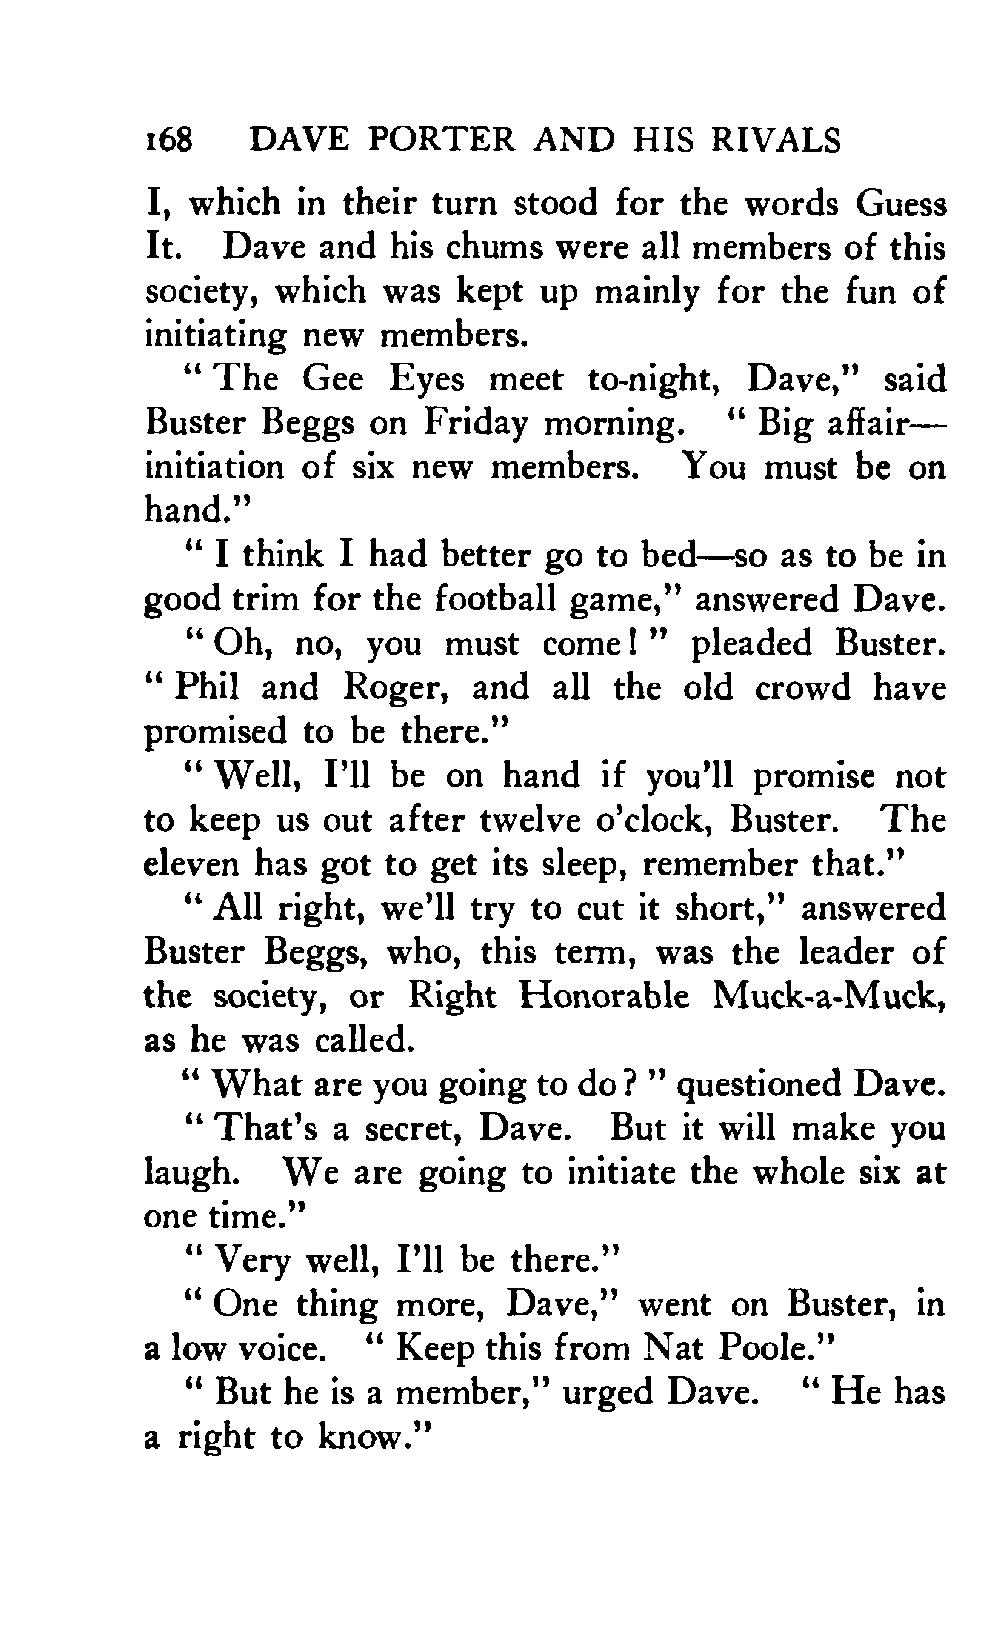 168 DAVE PORTER AND HIS RIVALS
I, which in their turn stood for the words Guess
It. Dave and his chums were all members of this
society, which was kept up mainly for the fun of
initiating new members.
" The Gee Eyes meet to-night, Dave," said
Buster Beggs on Friday morning. " Big affair—
initiation of six new members. You must be on
hand."
" I think I had better go to bed—so as to be in
good trim for the football game," answered Dave.
" Oh, no, you must come! " pleaded Buster.
" Phil and Roger, and all the old crowd have
promised to be there."
" Well, I'll be on hand if you'll promise not
to keep us out after twelve o'clock, Buster. The
eleven has got to get its sleep, remember that."
" All right, we'll try to cut it short," answered
Buster Beggs, who, this term, was the leader of
the society, or Right Honorable Muck-a-Muck,
as he was called.
" What are you going to do? " questioned Dave.
" That's a secret, Dave. But it will make you
laugh. We are going to initiate the whole six at
one time."
" Very well, I'll be there."
" One thing more, Dave," went on Buster, in
a low voice. " Keep this from Nat Poole."
" But he is a member," urged Dave. " He has
a right to know."